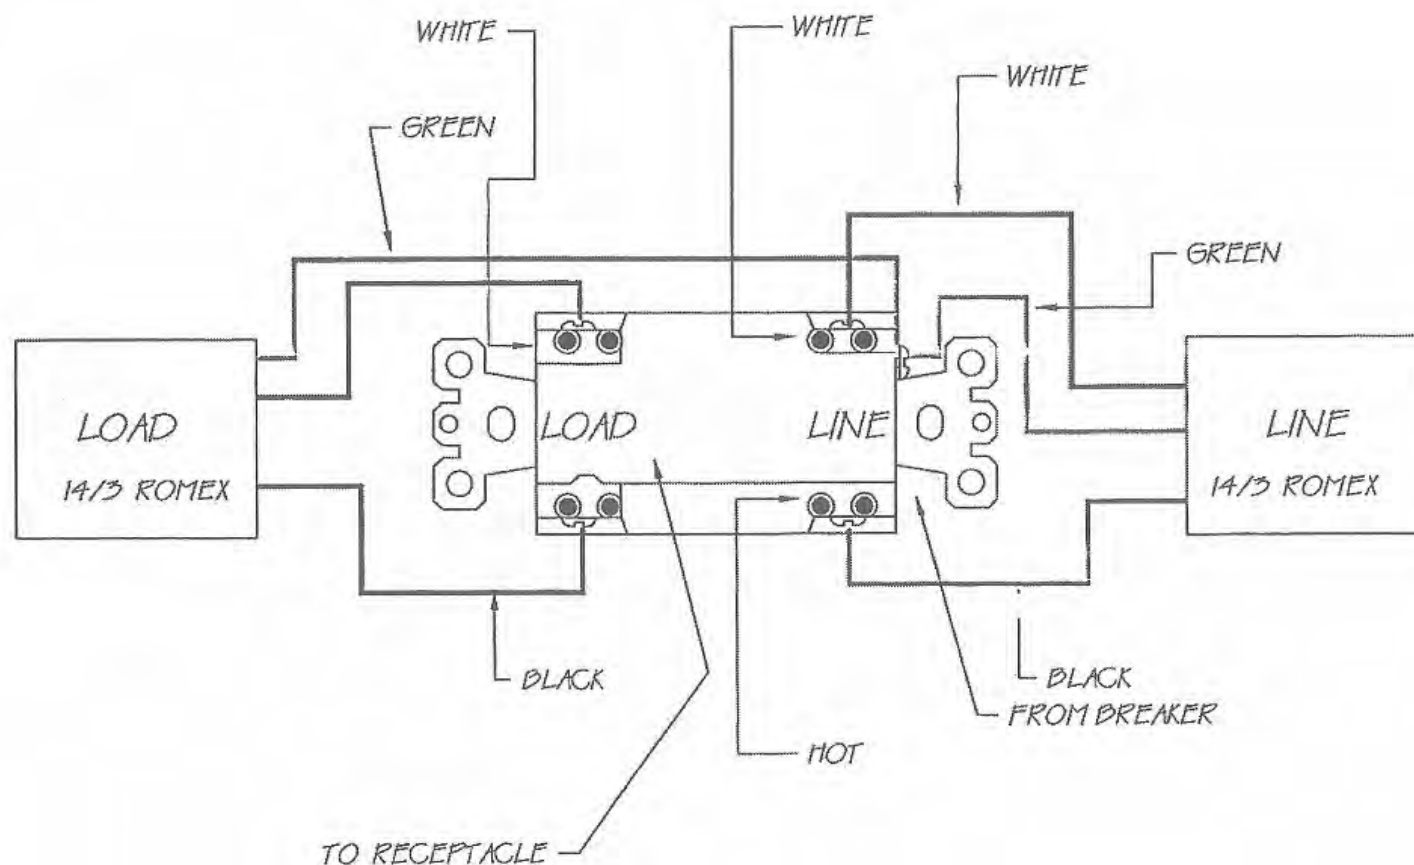 WHITE
WHITE
WHITE
GREEN
GREEN
LOAD
14/3 ROMEX
LOAD
LINE
LINE
14/3 ROMEX
BLACK
BLACK
FROM BREAKER
HOT
TO RECEPTACLE